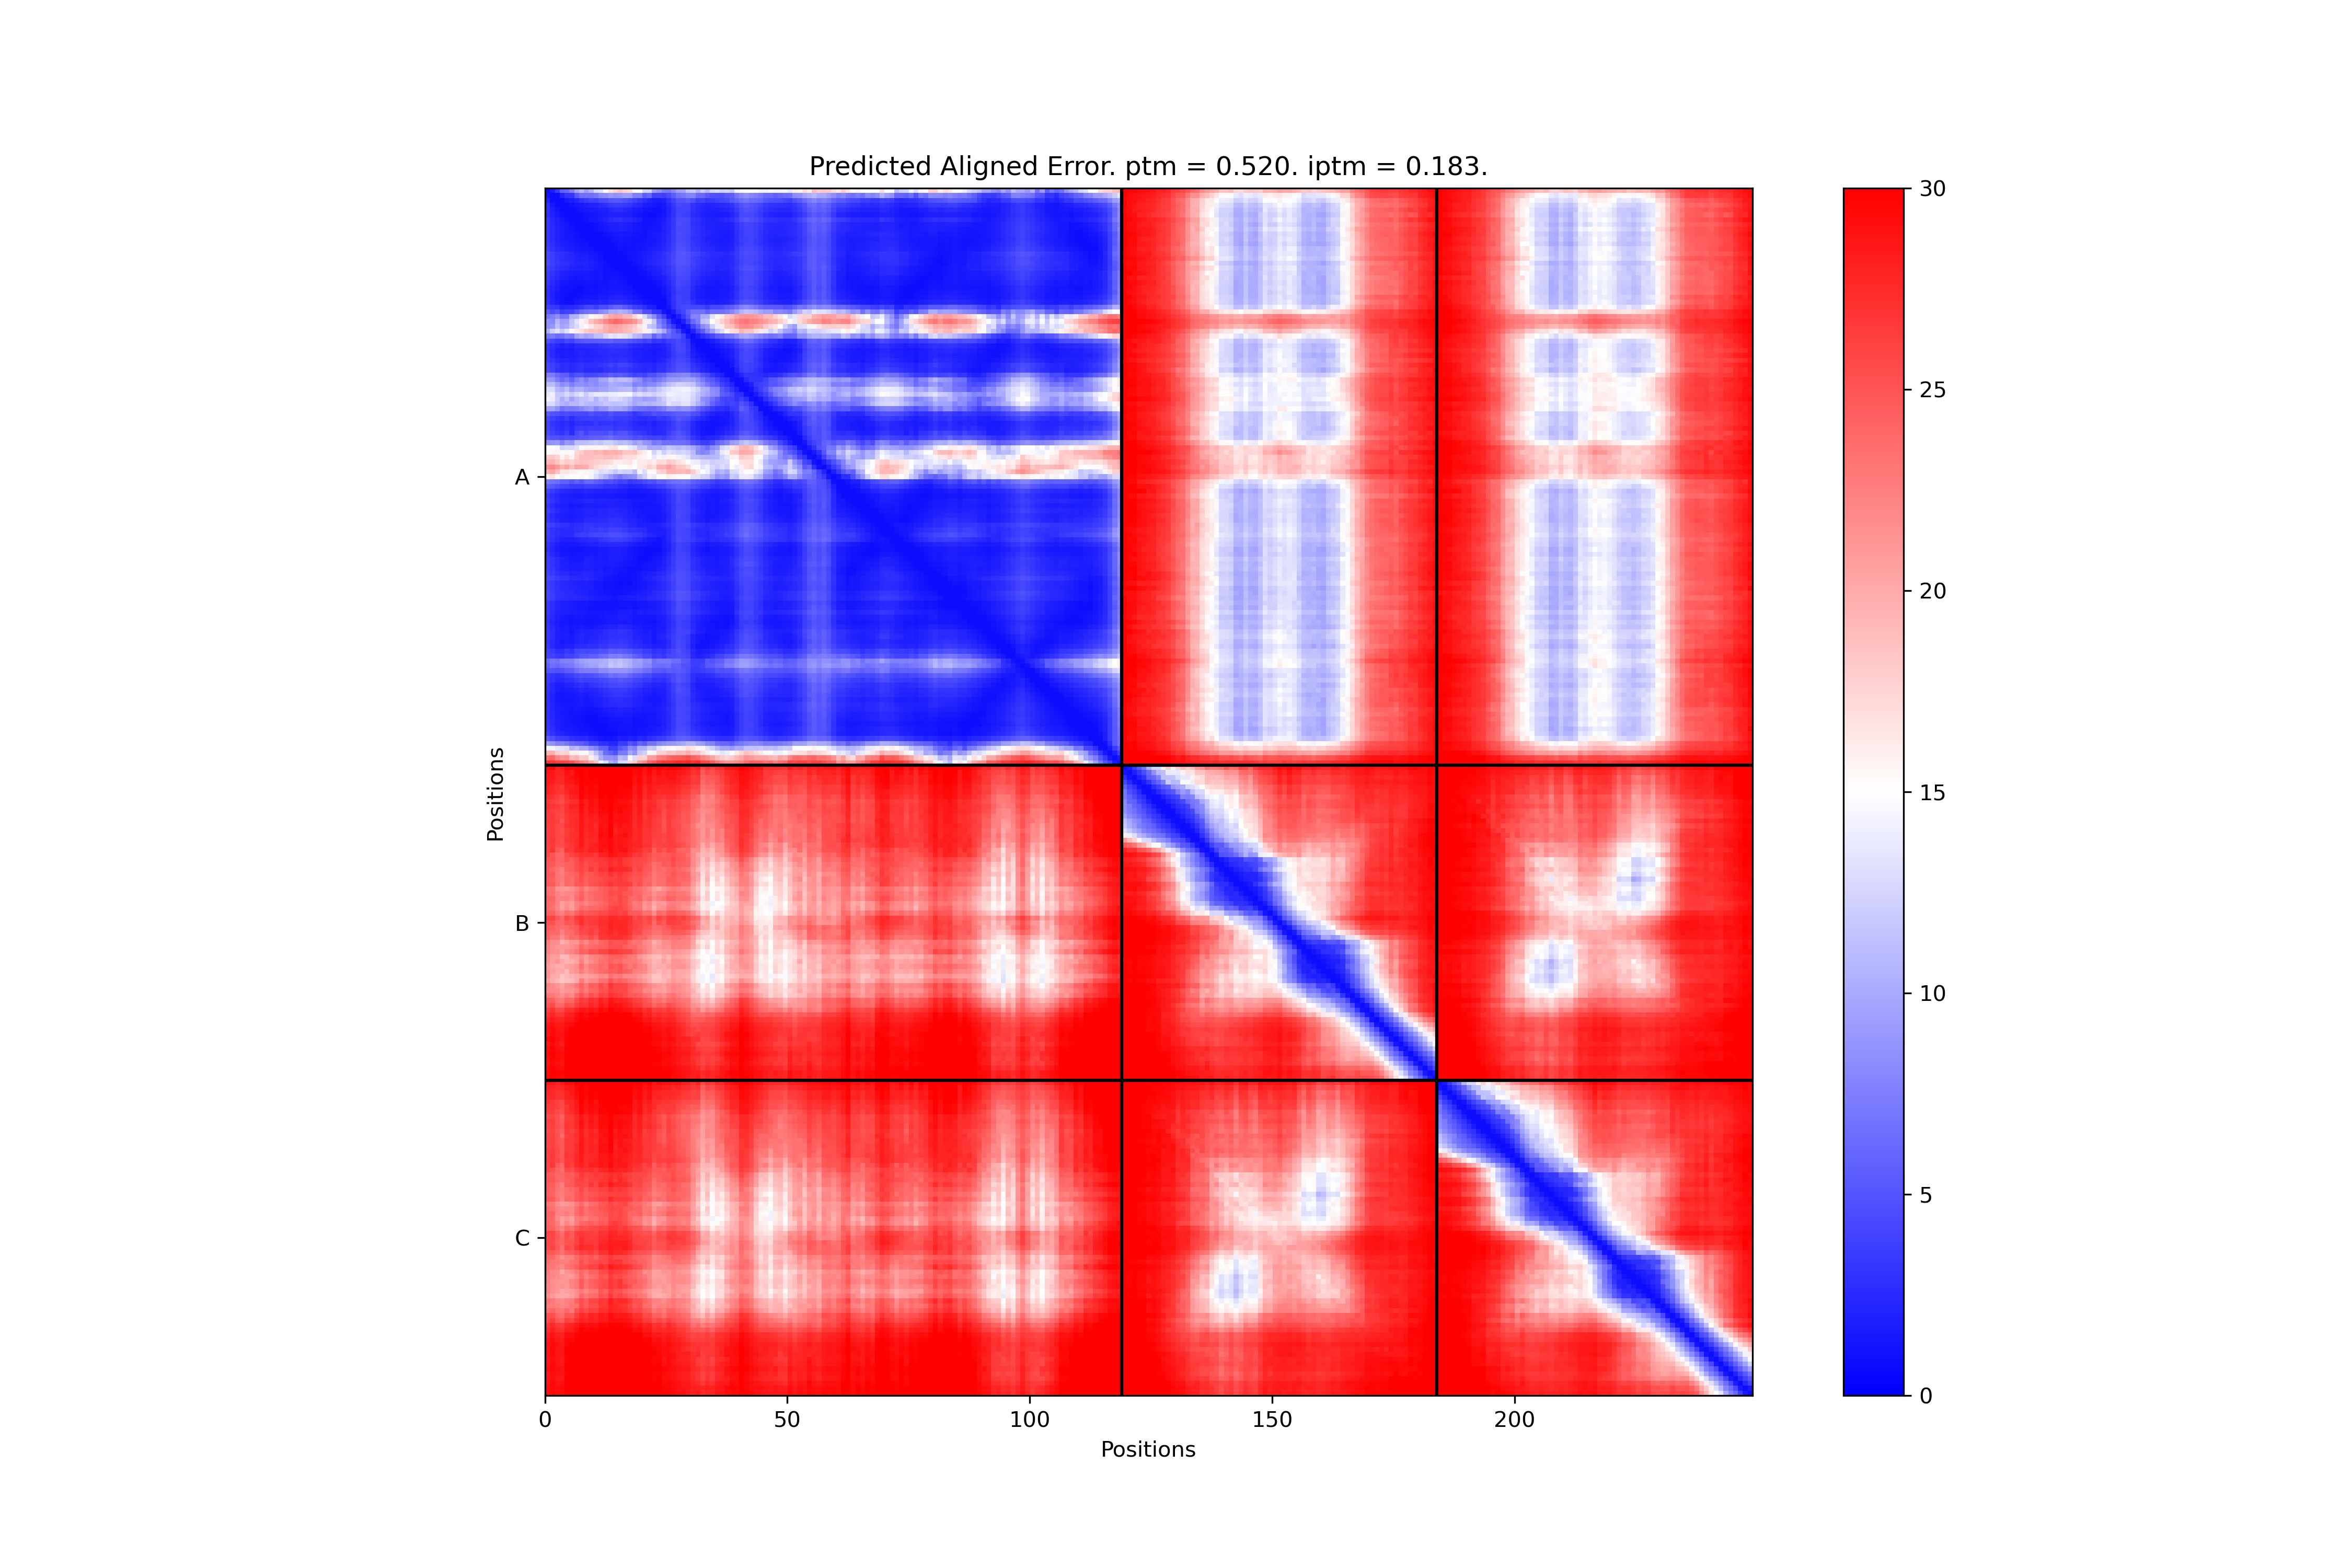 Predicted Aligned Error. ptm = 0.520. iptm = 0.183.
A
B
C
Positions
0
50
100
150
200
Positions
30
25
20
15
10
5
0